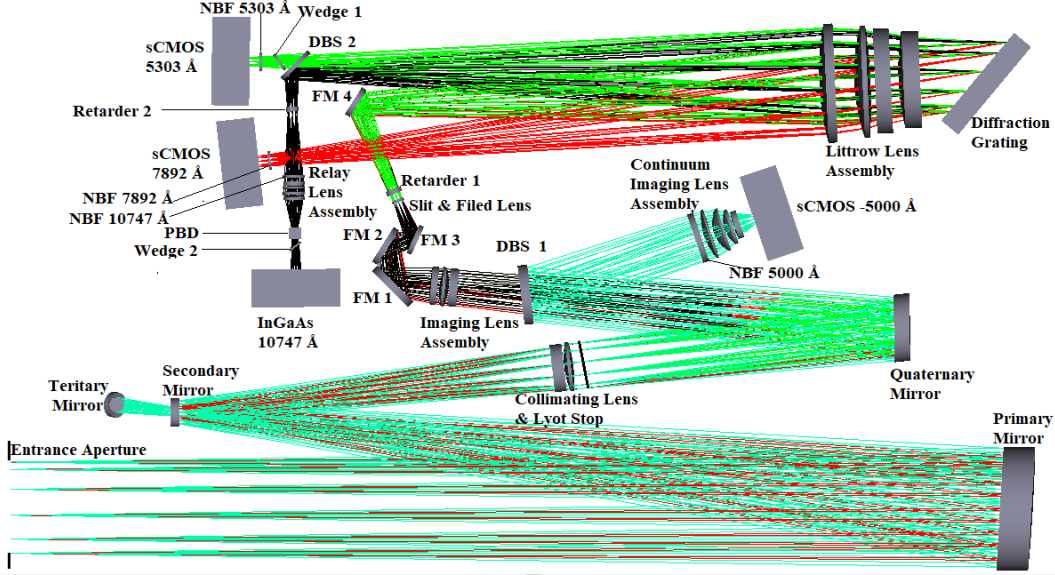 NBF 5303 Å
Wedge 1
sCMOS
5303 Å
DBS 2
FM 4
Retarder 2
Diffraction
Grating
sCMOS
7892 Å
Littrow Lens
Assembly
Continuum
Imaging Lens
Assembly
Relay
Lens
Assembly
Retarder 1
NBF 7892 Å
Slit & Filed Lens
sCMOS -5000 Å
NBF 10747 Å
PBD
FM 2
FM 3
DBS 1
Wedge 2
NBF 5000 Å
FM 1
InGaAs
10747 Å
Imaging Lens
Assembly
Secondary
Mirror
Teritary
Mirror
Quaternary
Mirror
Collimating Lens
& Lyot Stop
Primary
Mirror
Entrance Aperture